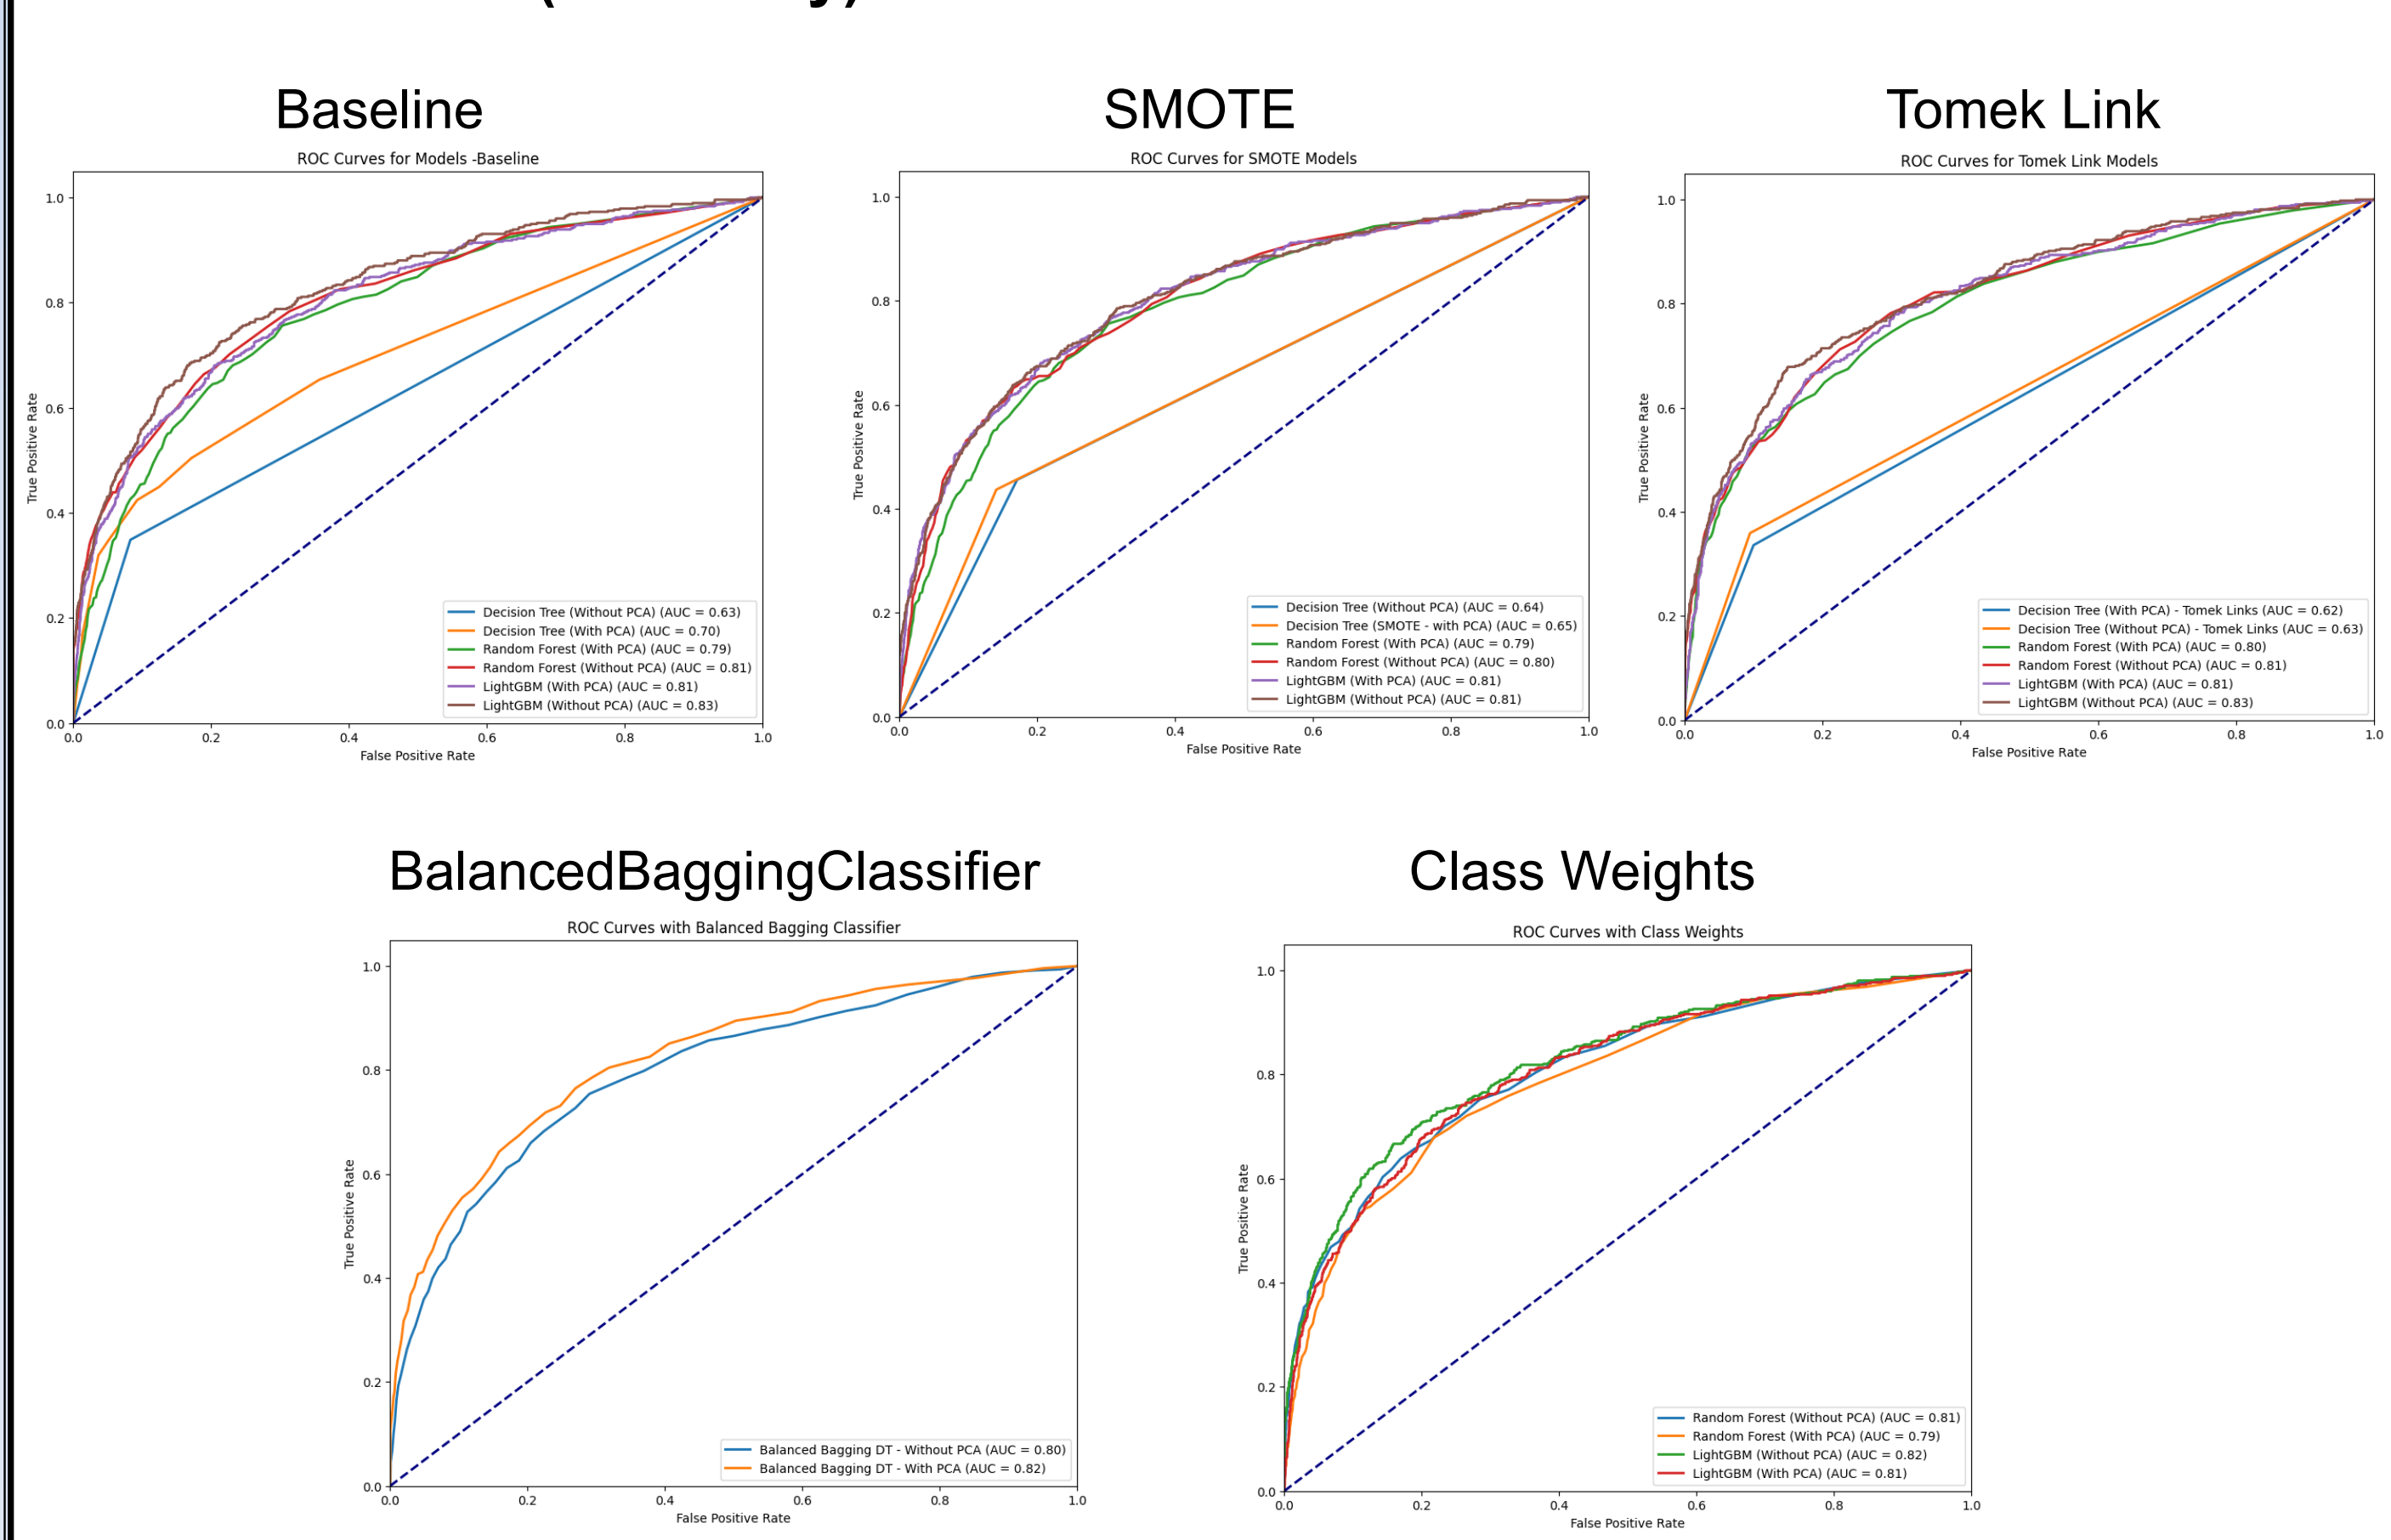 Baseline
ROC Curves for Models -Baseline
True Positive Rate
1.0
0.8
0.6
0.4
0.2
0.0
Decision Tree (Without PCA) (AUC = 0.63)
Decision Tree (With PCA) (AUC = 0.70)
Random Forest (With PCA) (AUC = 0.79)
Random Forest (Without PCA) (AUC = 0.81)
LightGBM (With PCA) (AUC = 0.81)
LightGBM (Without PCA) (AUC = 0.83)
0.0 0.2 0.4 0.6 0.8 1.0
False Positive Rate
SMOTE
ROC Curves for SMOTE Models
True Positive Rate
1.0
0.8
0.6
0.4
0.2
0.0
Decision Tree (Without PCA) (AUC = 0.64)
Decision Tree (SMOTE - with PCA) (AUC = 0.65)
Random Forest (With PCA) (AUC = 0.79)
Random Forest (Without PCA) (AUC = 0.80)
LightGBM (With PCA) (AUC = 0.81)
LightGBM (Without PCA) (AUC = 0.81)
0.0 0.2 0.4 0.6 0.8 1.0
False Positive Rate
Tomek Link
ROC Curves for Tomek Link Models
True Positive Rate
1.0
0.8
0.6
0.4
0.2
0.0
Decision Tree (With PCA) - Tomek Links (AUC = 0.62)
Decision Tree (Without PCA) - Tomek Links (AUC = 0.63)
Random Forest (With PCA) (AUC = 0.80)
Random Forest (Without PCA) (AUC = 0.81)
LightGBM (With PCA) (AUC = 0.81)
LightGBM (Without PCA) (AUC = 0.83)
0.0 0.2 0.4 0.6 0.8 1.0
False Positive Rate
BalancedBaggingClassifier
ROC Curves with Balanced Bagging Classifier
True Positive Rate
1.0
0.8
0.6
0.4
0.2
0.0
Balanced Bagging DT - Without PCA (AUC = 0.80)
Balanced Bagging DT - With PCA (AUC = 0.82)
0.0 0.2 0.4 0.6 0.8 1.0
False Positive Rate
Class Weights
ROC Curves with Class Weights
True Positive Rate
1.0
0.8
0.6
0.4
0.2
0.0
Random Forest (Without PCA) (AUC = 0.81)
Random Forest (With PCA) (AUC = 0.79)
LightGBM (Without PCA) (AUC = 0.82)
LightGBM (With PCA) (AUC = 0.81)
0.0 0.2 0.4 0.6 0.8 1.0
False Positive Rate